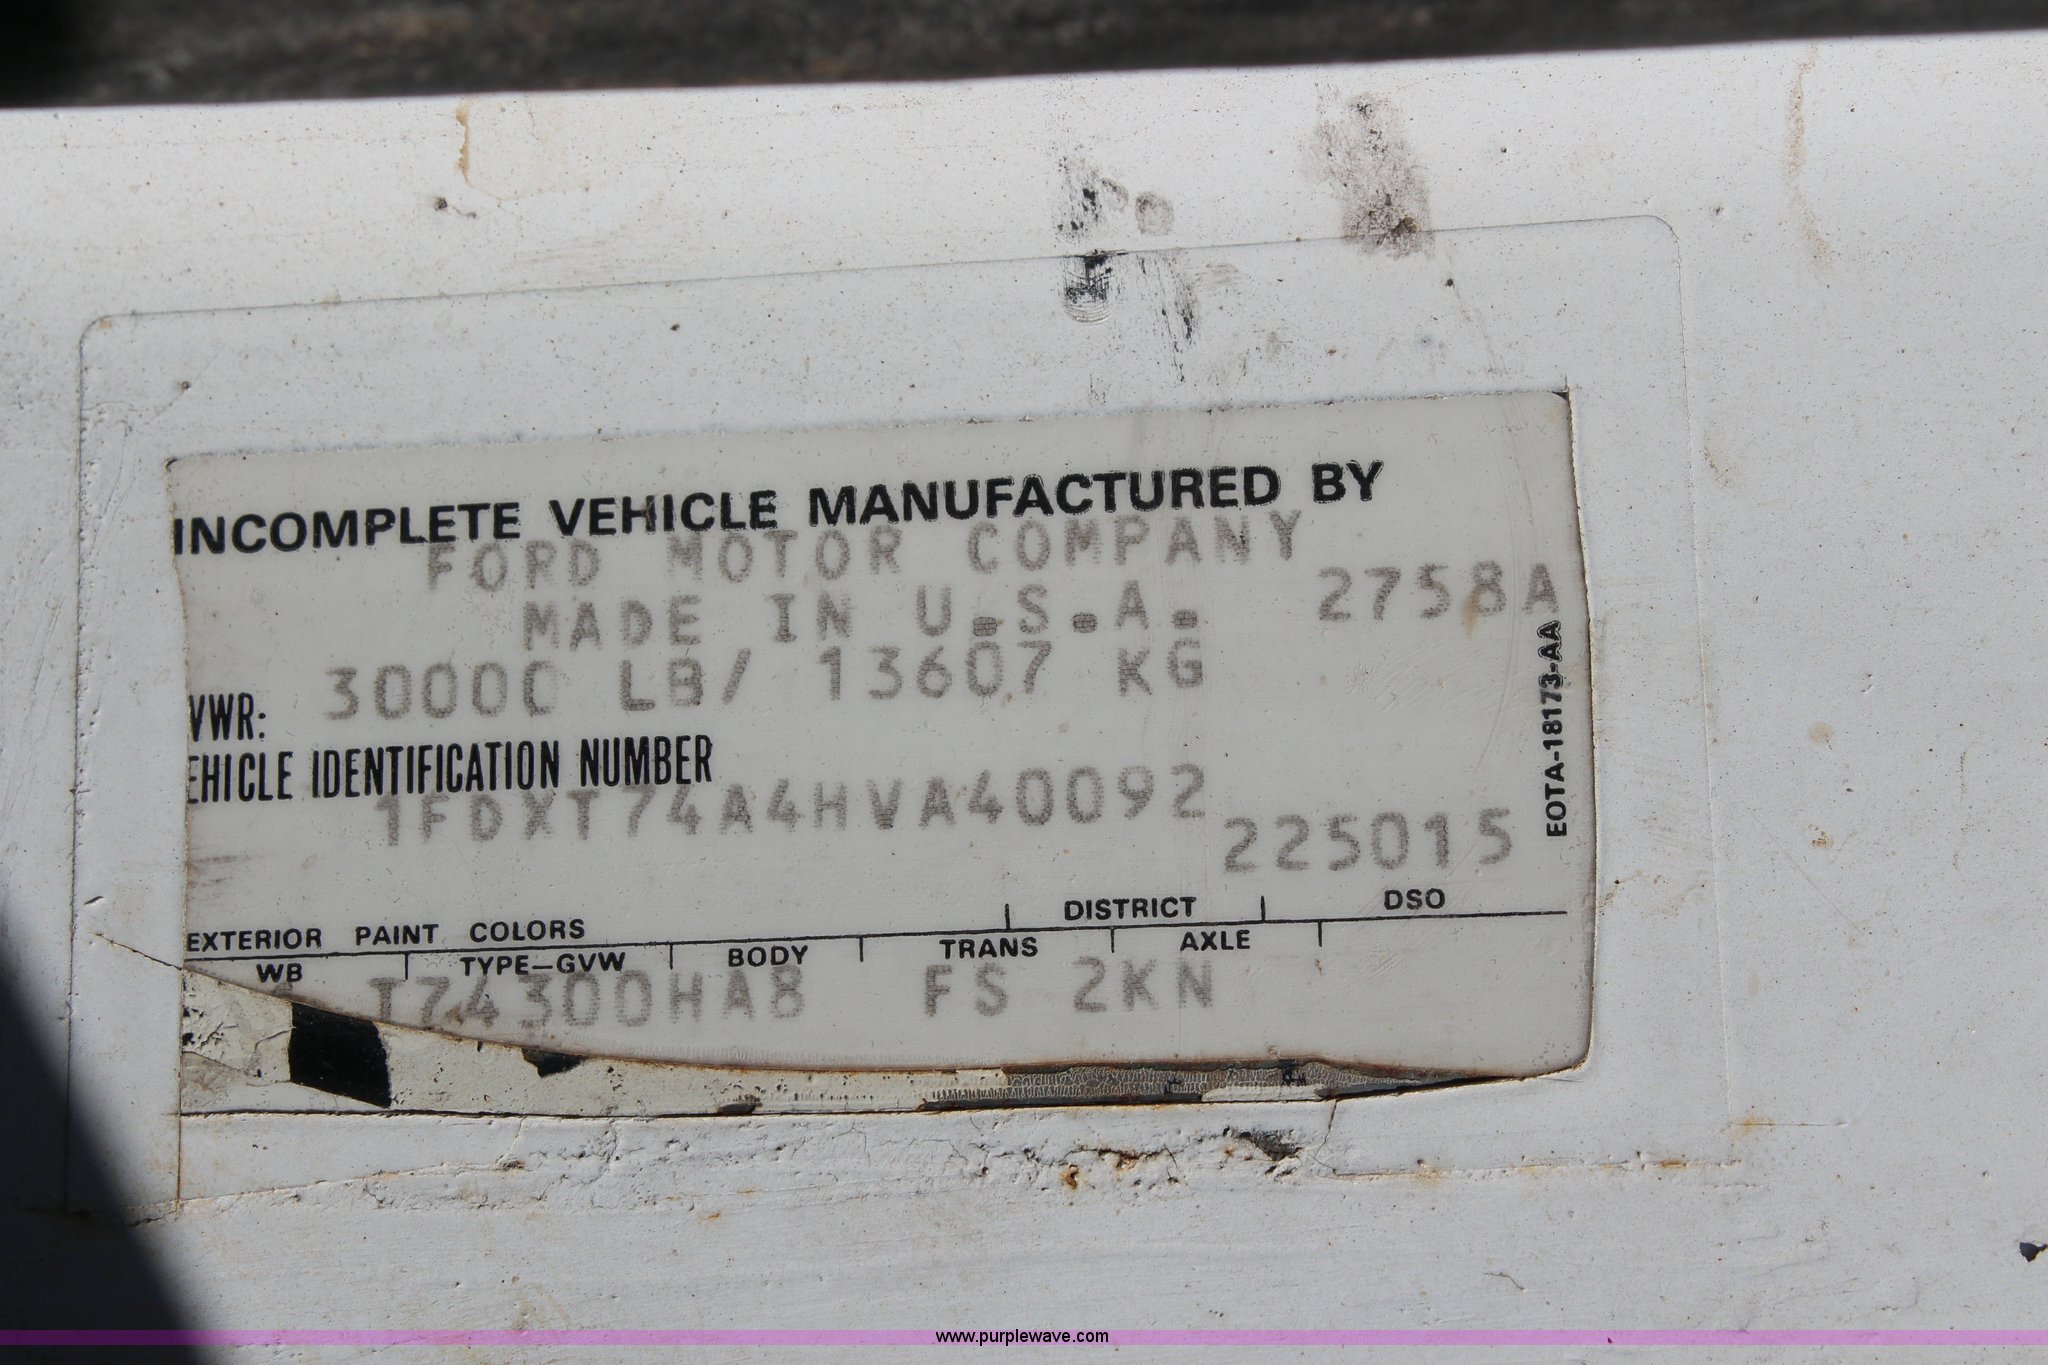 INCOMPLETE VEHICLE MANUFACTURED BY
FORD MOTOR COMPANY
MADE IN U.S.A. 2758A
VWR: 30000 LB/ 13607 KG
EHICLE IDENTIFICATION NUMBER
1FDXT74A4HVA40092
225015
EOTA-18173-AA
EXTERIOR PAINT COLORS DISTRICT DSO
WB TYPE-GVW BODY TRANS AXLE
T74300HAB FS 2KN
www.purplewave.com